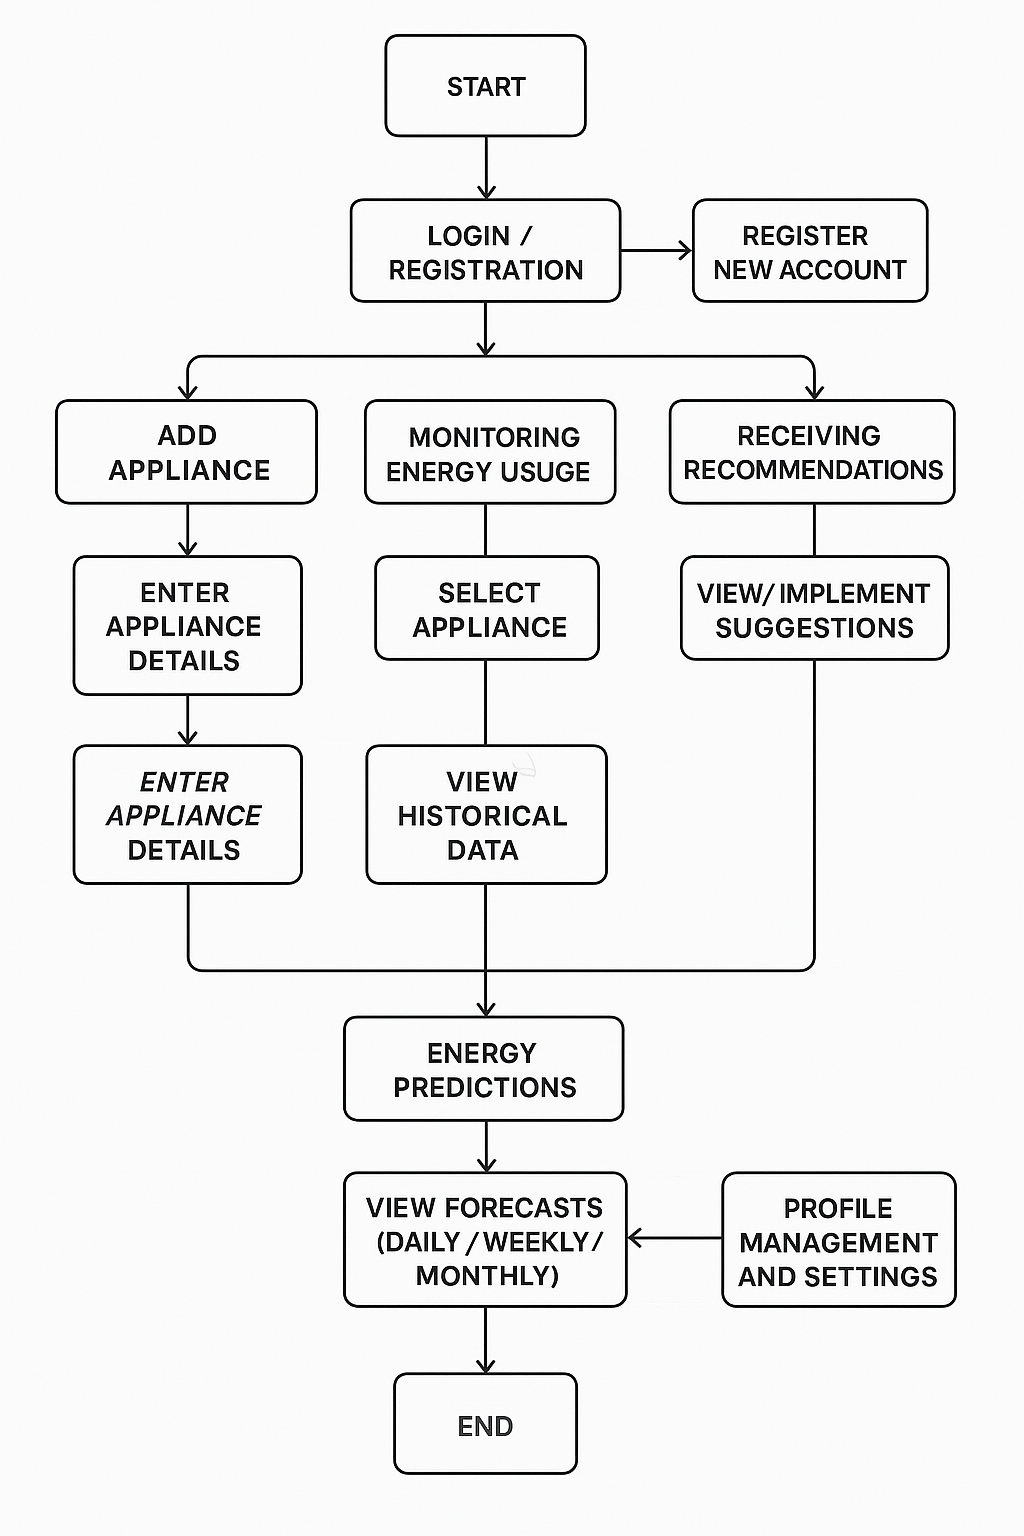 START
LOGIN /
REGISTRATION
REGISTER
NEW ACCOUNT
ADD
APPLIANCE
MONITORING
ENERGY USUGE
RECEIVING
RECOMMENDATIONS
ENTER
APPLIANCE
DETAILS
SELECT
APPLIANCE
VIEW/IMPLEMENT
SUGGESTIONS
ENTER
APPLIANCE
DETAILS
VIEW
HISTORICAL
DATA
ENERGY
PREDICTIONS
VIEW FORECASTS
(DAILY/WEEKLY/
MONTHLY)
PROFILE
MANAGEMENT
AND SETTINGS
END